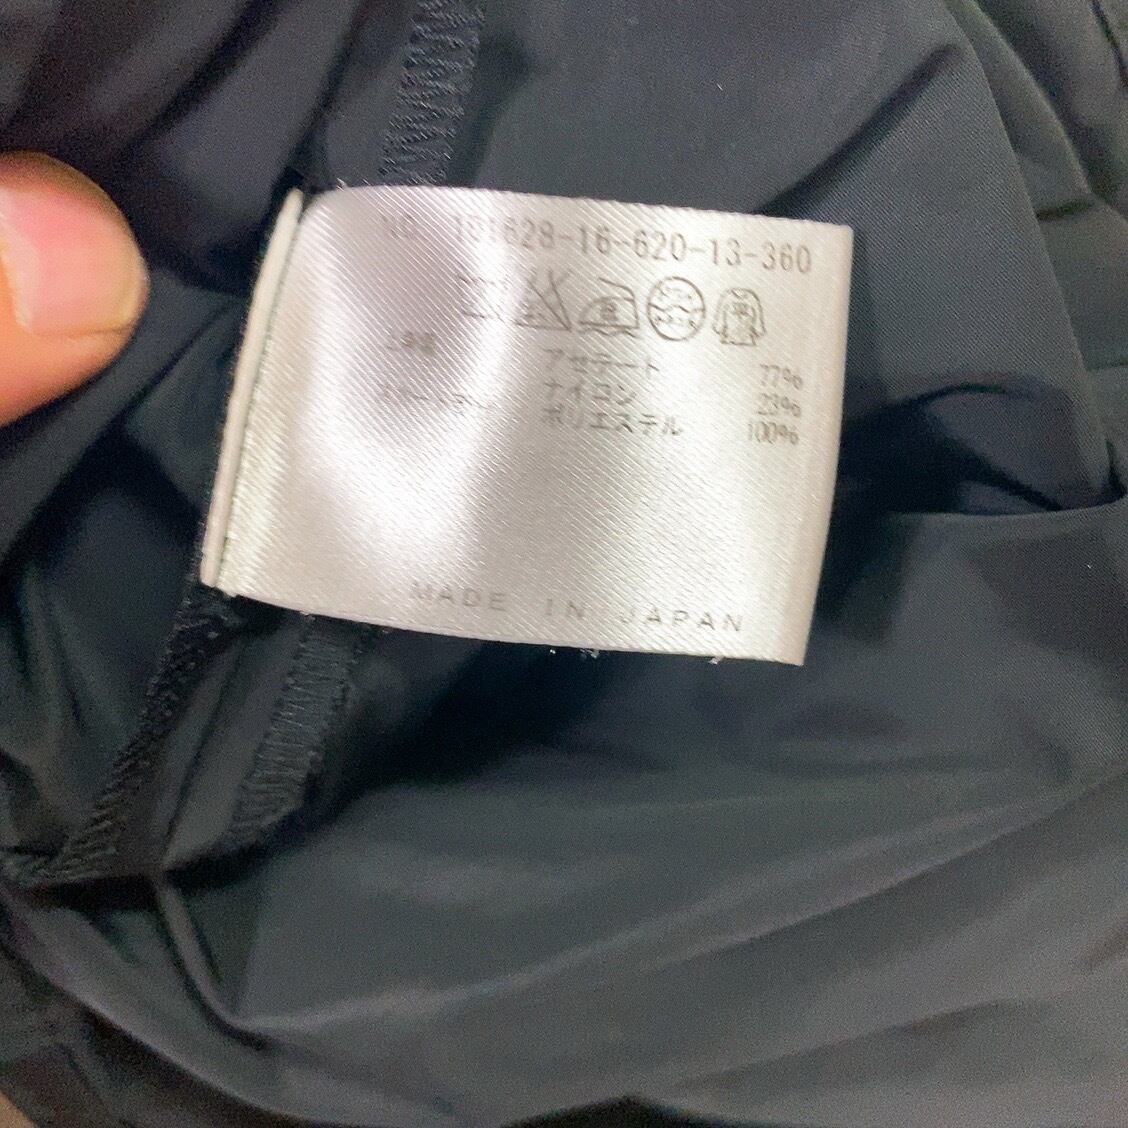 NO. 181628-16-620-13-360
アセテート 77%
ナイロン 23%
ポリエステル 100%
MADE IN JAPAN